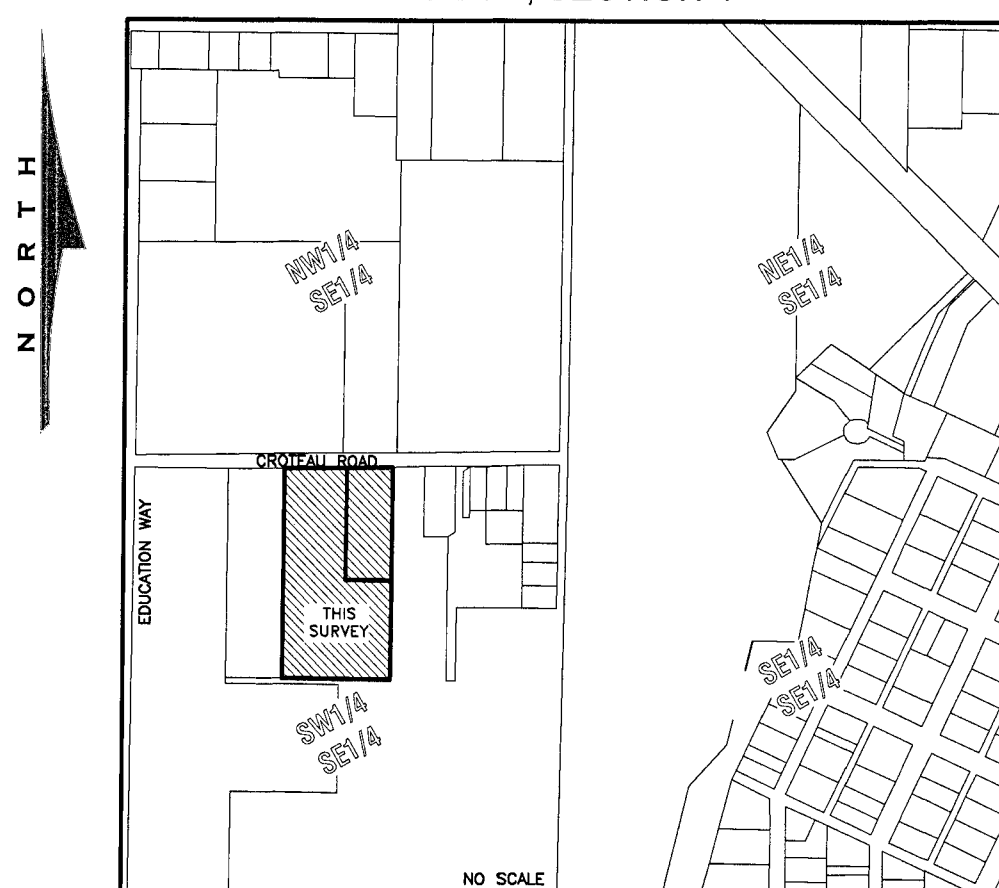 NORTH
NW1/4
SE1/4
NE1/4
SE1/4
CROTEAU ROAD
EDUCATION WAY
THIS
SURVEY
SW1/4
SE1/4
SE1/4
SE1/4
NO SCALE